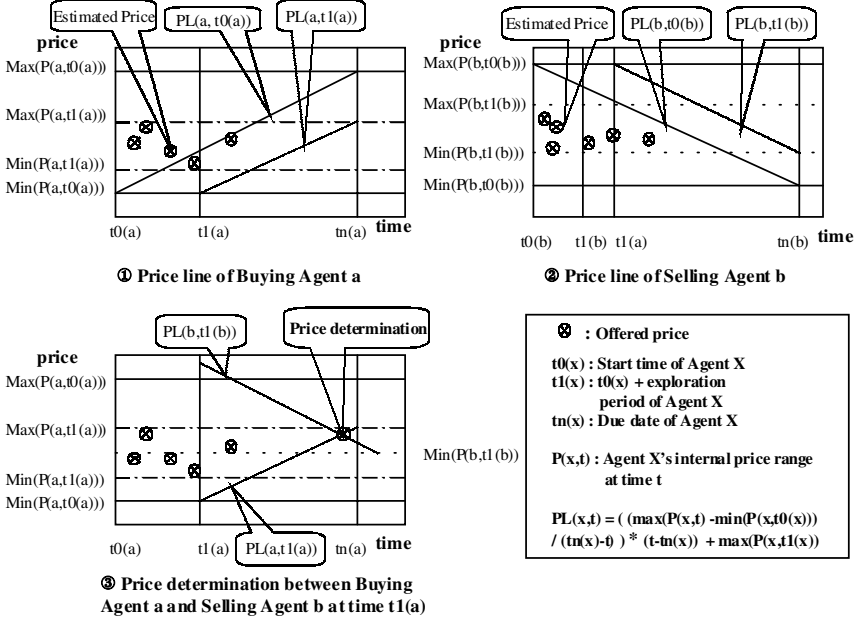 Estimated Price
PL(a, t0(a))
PL(a,t1(a))
price
Max(P(a,t0(a)))
Max(P(a,t1(a)))
Min(P(a,t1(a)))
Min(P(a,t0(a)))
t0(a)
t1(a)
tn(a)
time
① Price line of Buying Agent a
Estimated Price
PL(b,t0(b))
PL(b,t1(b))
price
Max(P(b,t0(b)))
Max(P(b,t1(b)))
Min(P(b,t1(b)))
Min(P(b,t0(b)))
t0(b)
t1(b)
t1(a)
tn(b)
time
② Price line of Selling Agent b
PL(b,t1(b))
Price determination
price
Max(P(a,t0(a)))
Max(P(a,t1(a)))
Min(P(a,t1(a)))
Min(P(a,t0(a)))
Min(P(b,t1(b))
t0(a)
t1(a)
PL(a,t1(a))
tn(a)
time
③ Price determination between Buying
Agent a and Selling Agent b at time t1(a)
: Offered price
t0(x) : Start time of Agent X
t1(x) : t0(x) + exploration
period of Agent X
tn(x) : Due date of Agent X
P(x,t) : Agent X's internal price range
at time t
PL(x,t) = ( (max(P(x,t) -min(P(x,t0(x)))
/ (tn(x)-t) ) * (t-tn(x)) + max(P(x,t1(x))